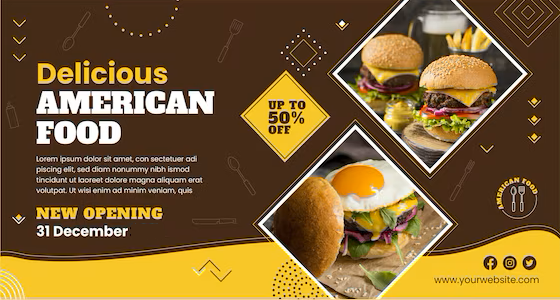 Delicious
AMERICAN
FOOD
Lorem ipsum dolor sit amet, con sectetuer adi
piscing elit, sed diam nonummy nibh ismod
tincidunt ut laoreet dolore magna aliquam erat
volutpat. Ut wisi enim ad minim veniam, quis
NEW OPENING
31 December
UP TO
50%
OFF
AMERICAN FOOD
www.yourwebsite.com